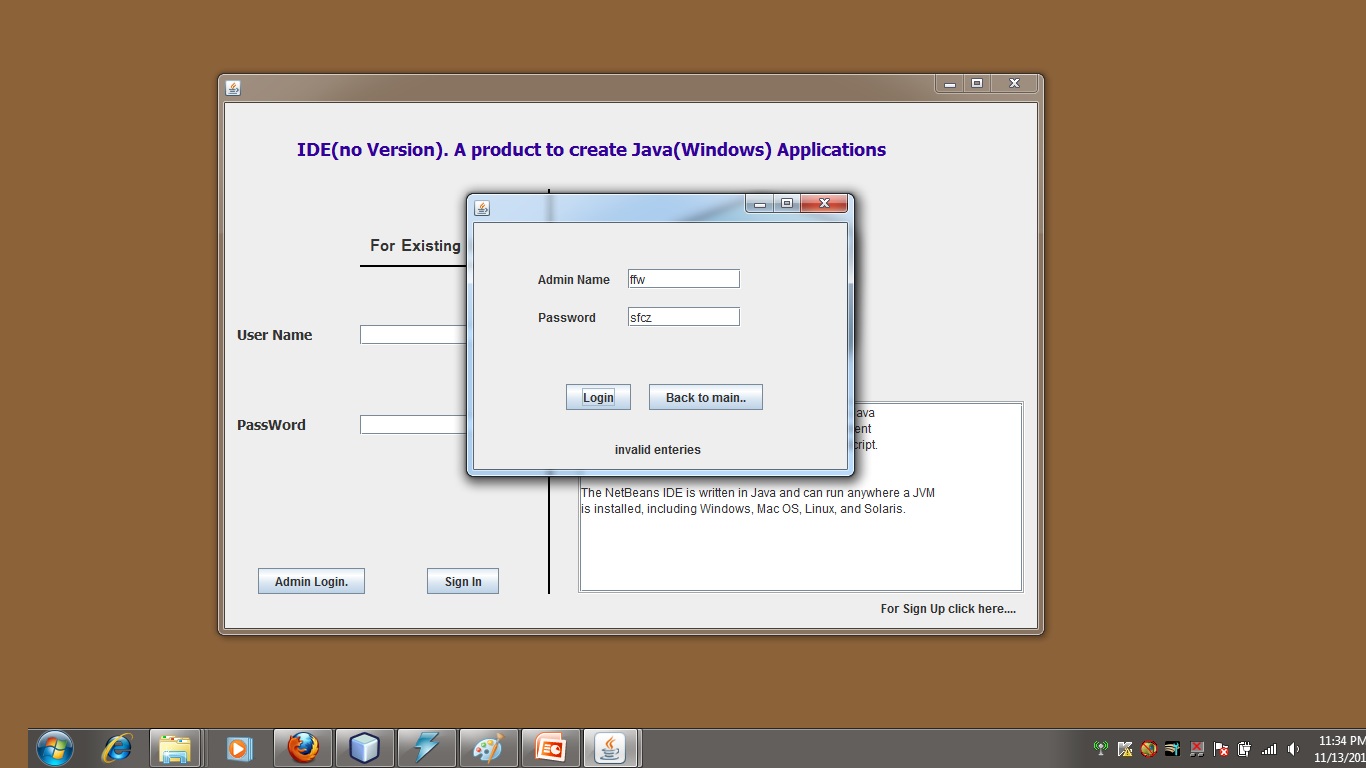 IDE(no Version). A product to create Java(Windows) Applications
For Existing
User Name
PassWord
Admin Login.
Sign In
Admin Name
ffw
Password
sfcz
Login
Back to main..
invalid enteries
The NetBeans IDE is written in Java and can run anywhere a JVM
is installed, including Windows, Mac OS, Linux, and Solaris.
For Sign Up click here....
11:34 PM
11/13/201